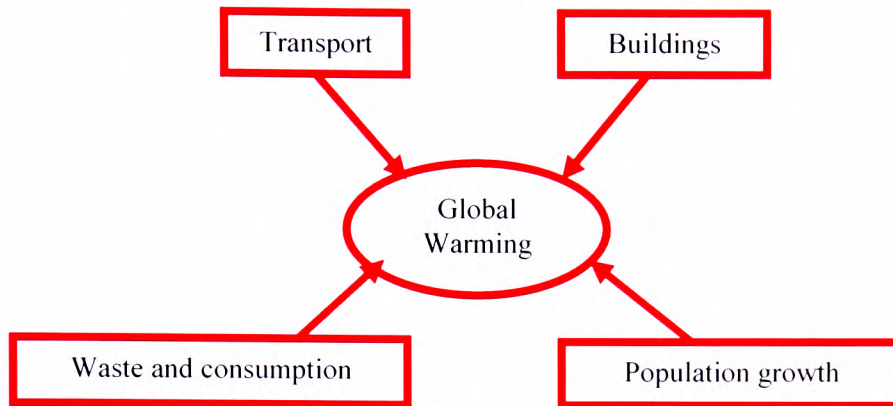 Transport
Buildings
Global
Warming
Waste and consumption
Population growth